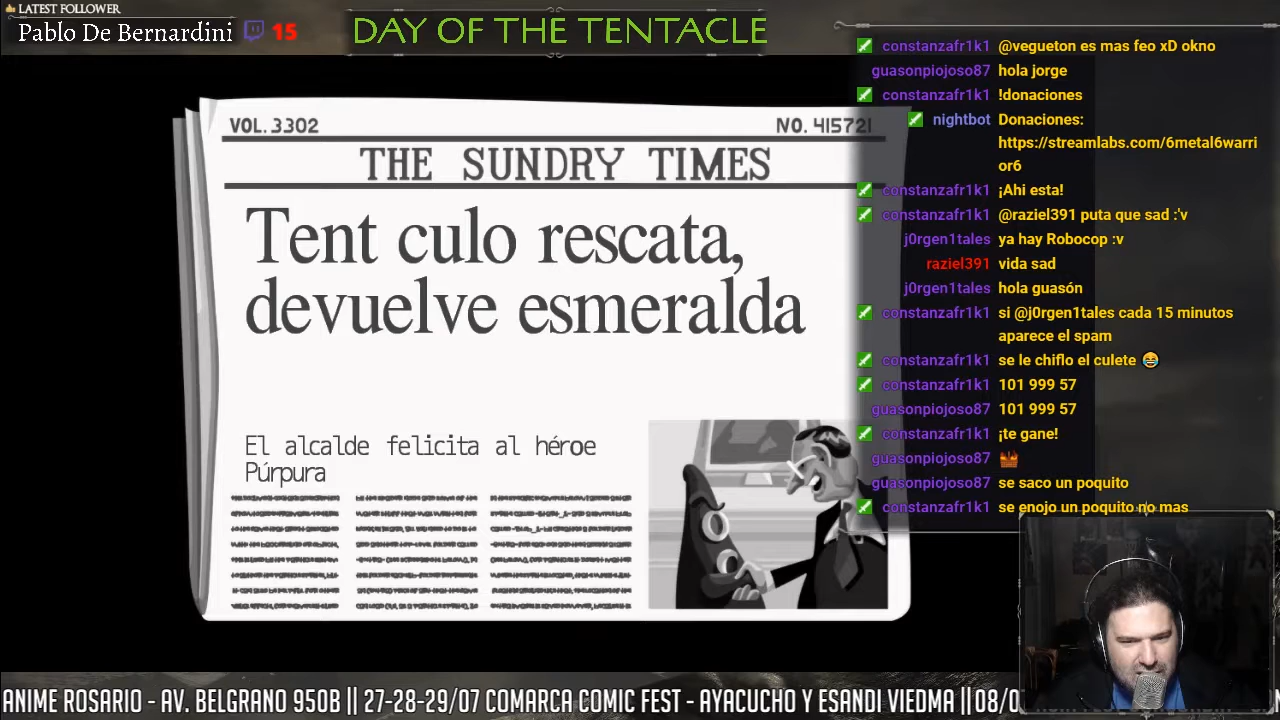 LATEST FOLLOWER
Pablo De Bernardini 15
DAY OF THE TENTACLE
VOL. 3302
NO. 415721
THE SUNDRY TIMES
Tent culo rescata,
devuelve esmeralda
El alcalde felicita al héroe
Púrpura
constanzafr1k1 @vegueton es mas feo xD okno
guasonpiojoso87 hola jorge
constanzafr1k1 !donaciones
nightbot Donaciones:
https://streamlabs.com/6metal6warri
or6
constanzafr1k1 ¡Ahi esta!
constanzafr1k1 @raziel391 puta que sad :'v
j0rgen1tales ya hay Robocop :v
raziel391 vida sad
j0rgen1tales hola guasón
constanzafr1k1 si @j0rgen1tales cada 15 minutos
aparece el spam
constanzafr1k1 se le chiflo el culete 😂
constanzafr1k1 101 999 57
guasonpiojoso87 101 999 57
constanzafr1k1 ¡te gane!
guasonpiojoso87
guasonpiojoso87 se saco un poquito
constanzafr1k1 se enojo un poquito no mas
ANIME ROSARIO - AV. BELGRANO 950B || 27-28-29/07 COMARCA COMIC FEST - AYACUCHO Y ESANDI VIEDMA || 08/0